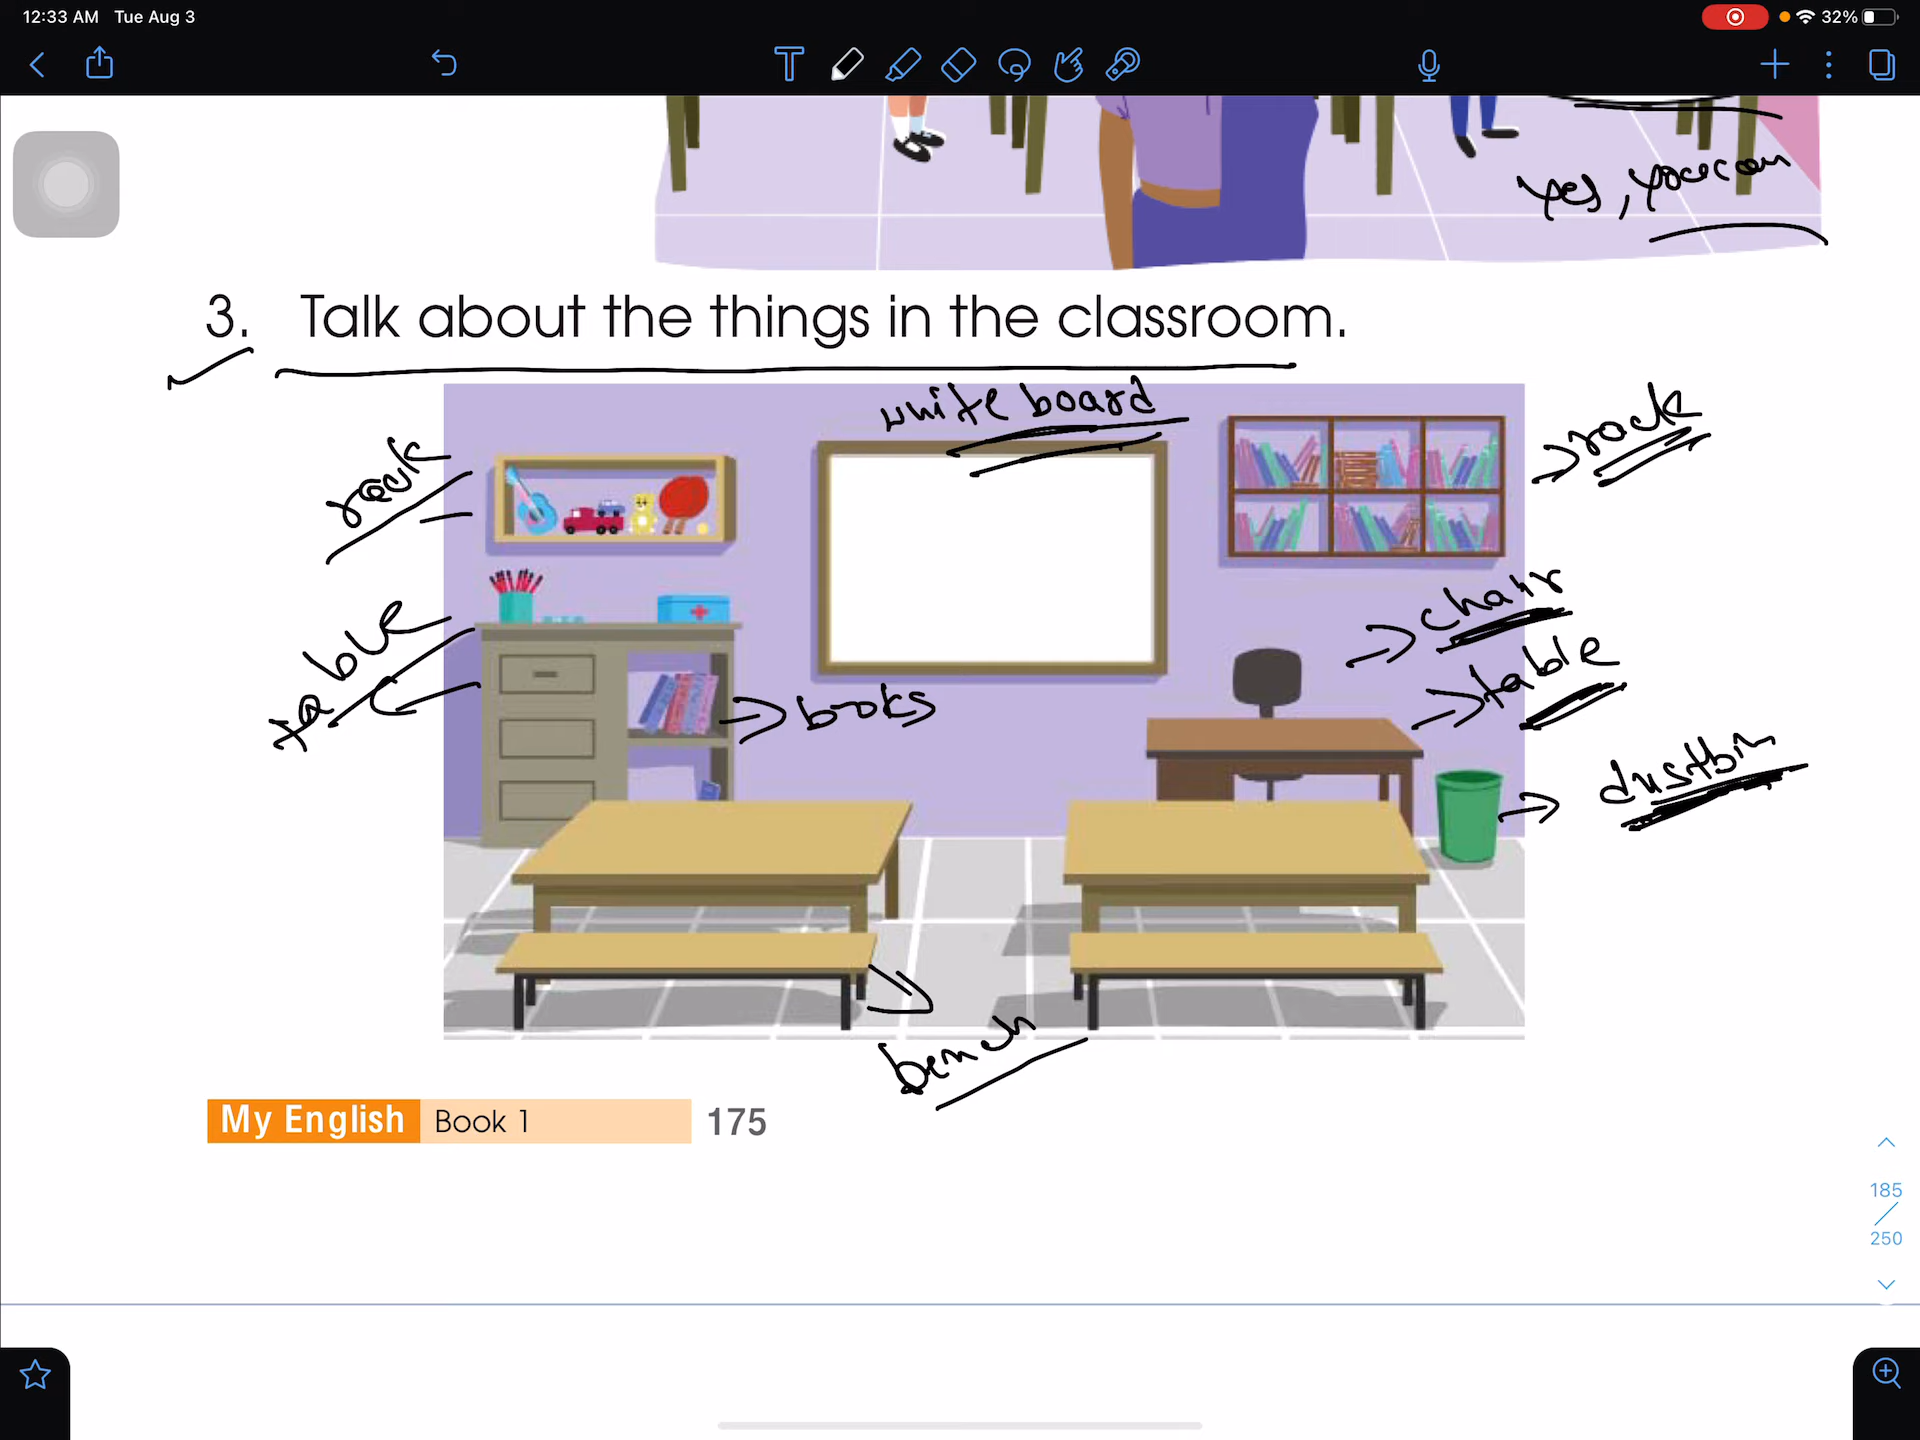 12:33 AM Tue Aug 3
32%
yes, you can
3. Talk about the things in the classroom.
white board
rack
rack
chair
table
table
books
dustbin
bench
My English Book 1 175
185
250